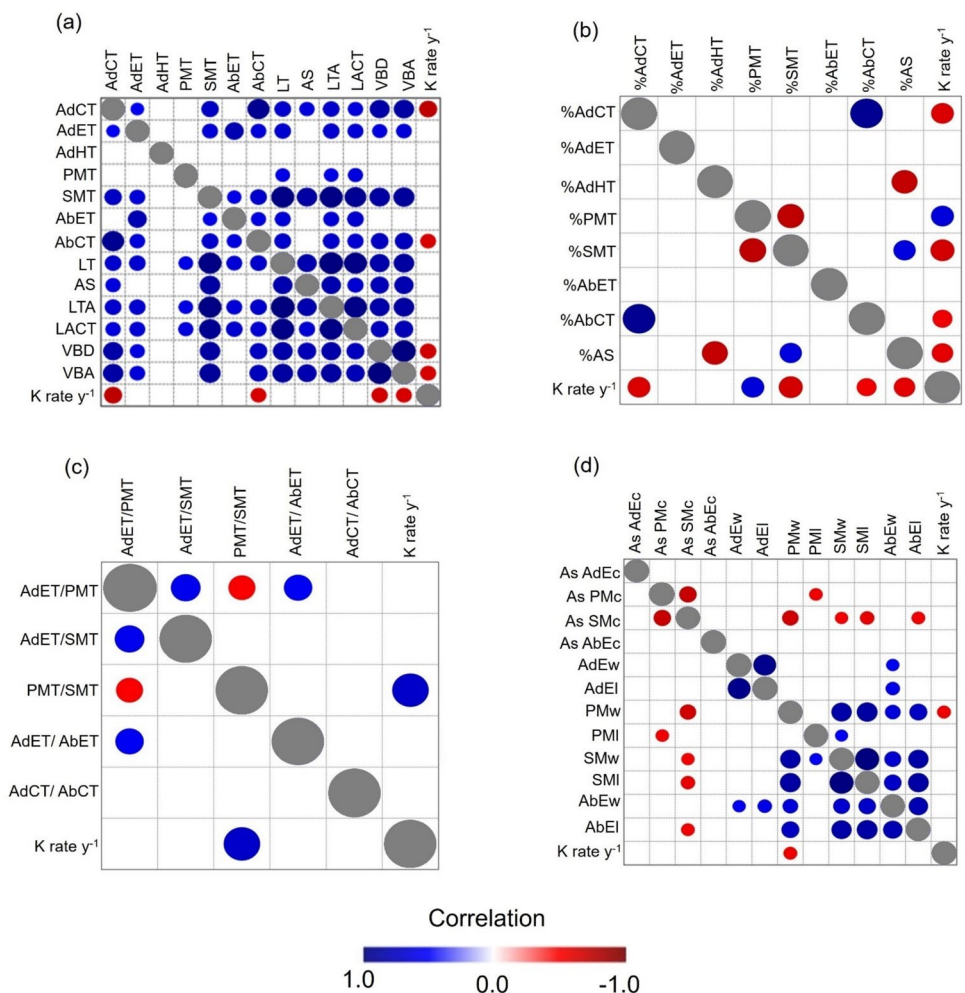 (a)
AdCT AdET AdHT PMT SMT AbET AbCT LT AS LTA LACT VBD VBA K rate y⁻¹
AdCT
AdET
AdHT
PMT
SMT
AbET
AbCT
LT
AS
LTA
LACT
VBD
VBA
K rate y⁻¹
(b)
%AdCT %AdET %AdHT %PMT %SMT %AbET %AbCT %AS K rate y⁻¹
%AdCT
%AdET
%AdHT
%PMT
%SMT
%AbET
%AbCT
%AS
K rate y⁻¹
(c)
AdET/PMT AdET/SMT PMT/SMT AdET/ AbET AdCT/ AbCT K rate y⁻¹
AdET/PMT
AdET/SMT
PMT/SMT
AdET/ AbET
AdCT/ AbCT
K rate y⁻¹
(d)
As AdEc As PMc As SMc As AbEc AdEw AdEl PMw PMl SMw SMl AbEw AbEl K rate y⁻¹
As AdEc
As PMc
As SMc
As AbEc
AdEw
AdEl
PMw
PMl
SMw
SMl
AbEw
AbEl
K rate y⁻¹
Correlation
1.0 0.0 -1.0